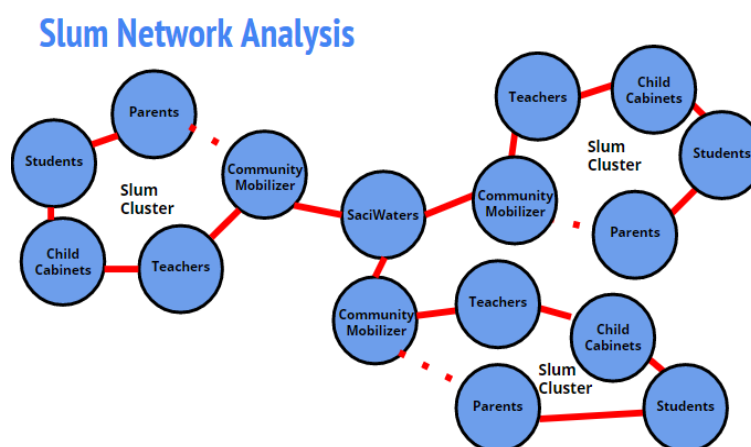 Slum Network Analysis
Parents
Students
Slum
Cluster
Child
Cabinets
Teachers
Community
Mobilizer
SaciWaters
Teachers
Child
Cabinets
Slum
Cluster
Students
Community
Mobilizer
Parents
Community
Mobilizer
Teachers
Child
Cabinets
Slum
Cluster
Parents
Students